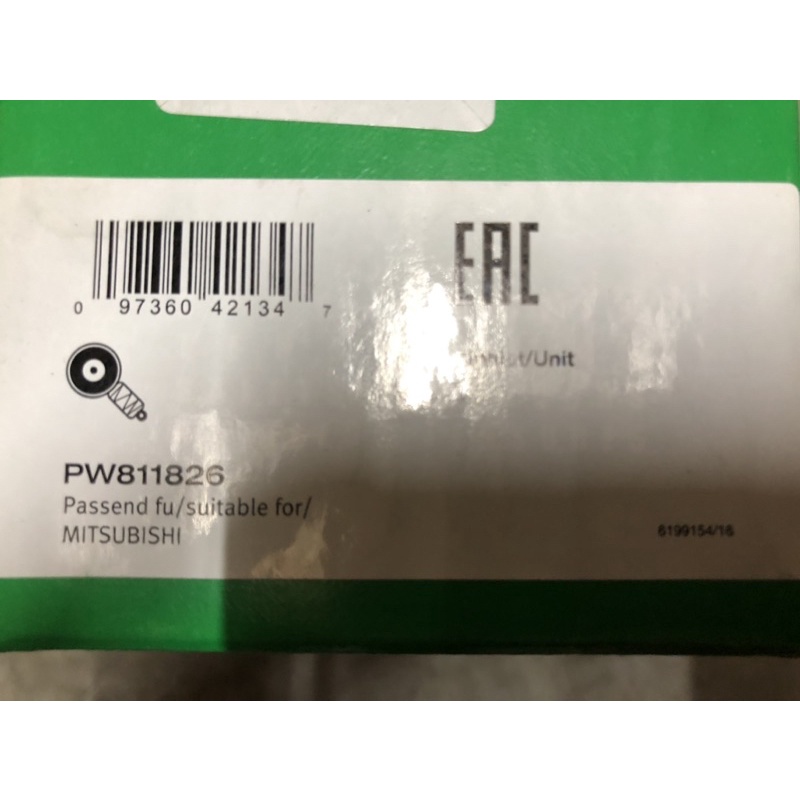 EAC
0 97360 42134 7
/Unit
PW811826
Passend fu/suitable for/
MITSUBISHI
6199154/16